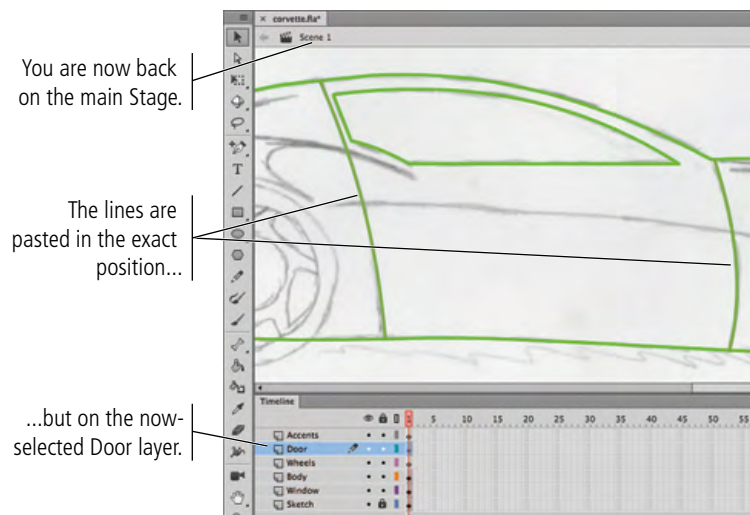 × corvette.fla*
Scene 1
You are now back
on the main Stage.
T
The lines are
pasted in the exact
position...
...but on the now-
selected Door layer.
Timeline
1 5 10 15 20 25 30 35 40 45 50 55
Accents
Door
Wheels
Body
Window
Sketch